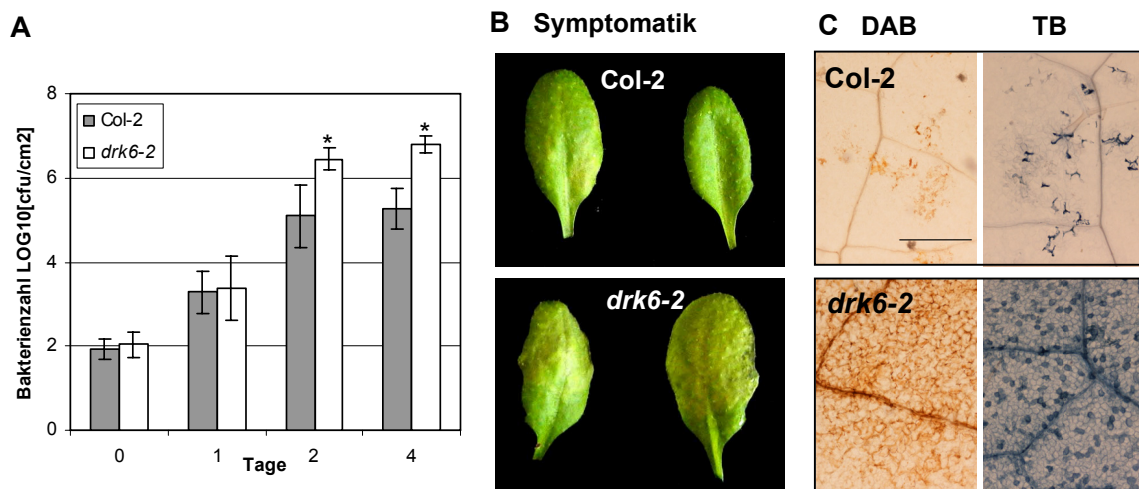 A
Bakterienzahl LOG10[cfu/cm2]
8
6
4
2
0
Col-2
drk6-2
*
*
0 1 2 4
Tage
B Symptomatik
Col-2
drk6-2
C DAB TB
Col-2
drk6-2